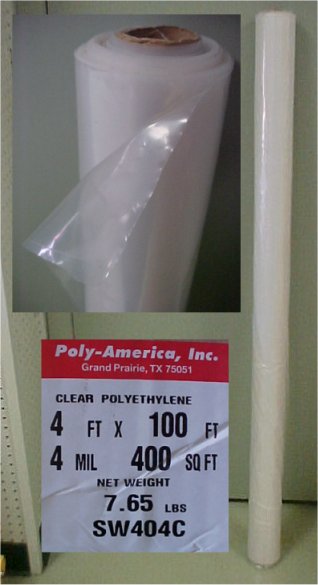 Poly-America, Inc.
Grand Prairie, TX 75051
CLEAR POLYETHYLENE
4 FT X 100 FT
4 MIL 400 SQ FT
NET WEIGHT
7.65 LBS
SW404C